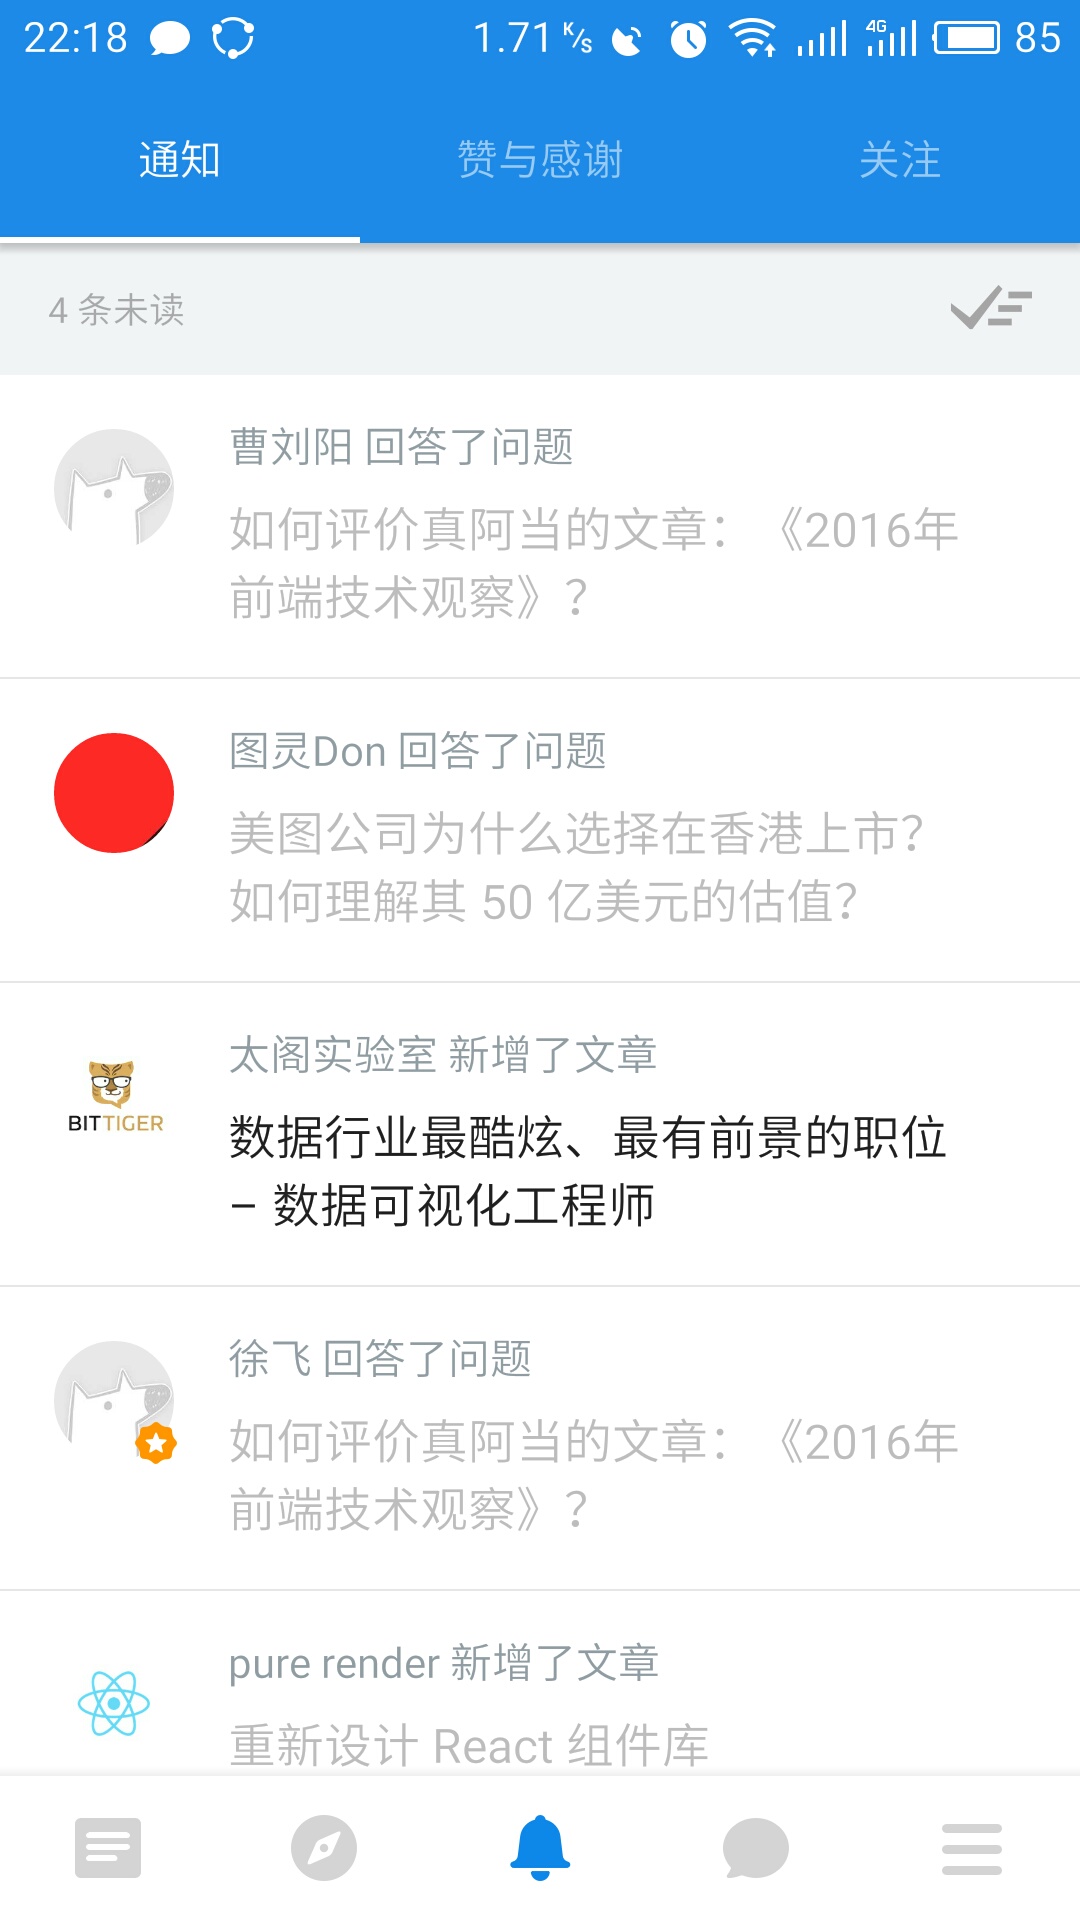 22:18
1.71 K/s
4G
85
通知
赞与感谢
关注
4 条未读
曹刘阳 回答了问题
如何评价真阿当的文章：《2016年
前端技术观察》？
图灵Don 回答了问题
美图公司为什么选择在香港上市?
如何理解其 50 亿美元的估值?
太阁实验室 新增了文章
BITTIGER
数据行业最酷炫、最有前景的职位
– 数据可视化工程师
徐飞 回答了问题
如何评价真阿当的文章：《2016年
前端技术观察》？
pure render 新增了文章
重新设计 React 组件库